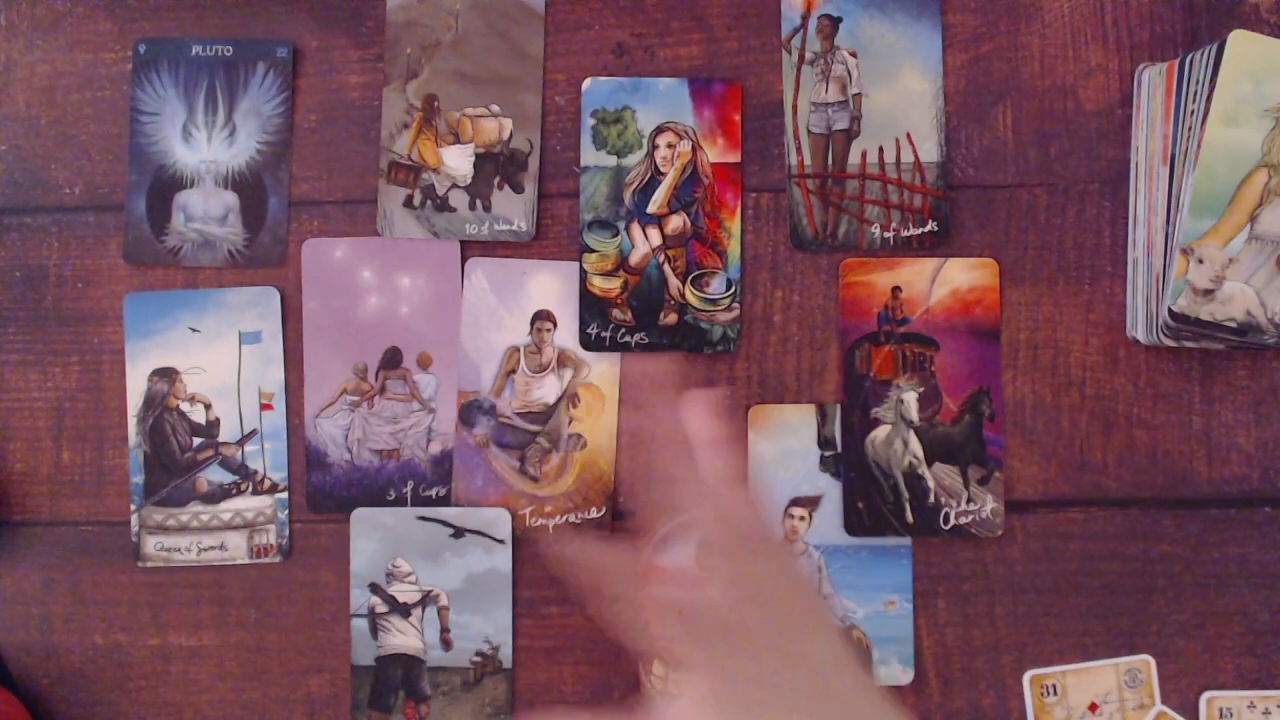 PLUTO 22
10 of Wands
9 of Wands
4 of Cups
3 of Cups
Temperance
The Chariot
Queen of Swords
31
15